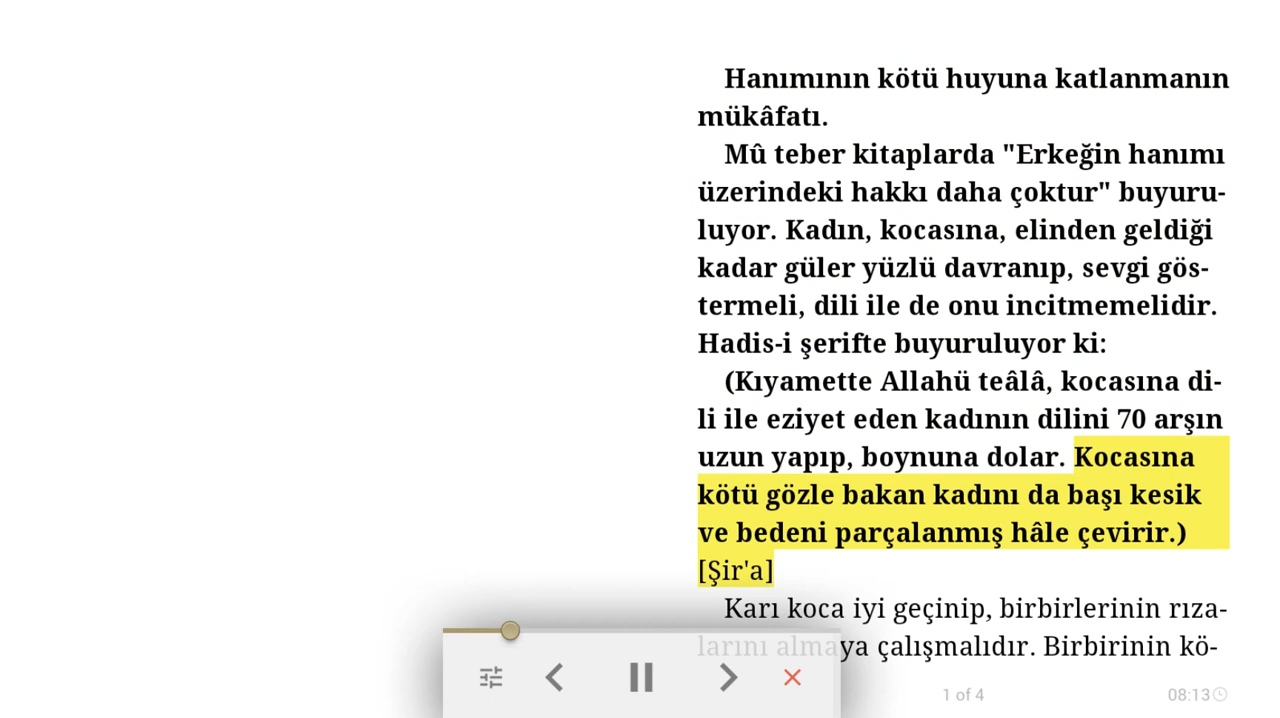 Hanımının kötü huyuna katlanmanın
mükâfatı.
Mû teber kitaplarda "Erkeğin hanımı
üzerindeki hakkı daha çoktur" buyuru-
luyor. Kadın, kocasına, elinden geldiği
kadar güler yüzlü davranıp, sevgi gös-
termeli, dili ile de onu incitmemelidir.
Hadis-i şerifte buyuruluyor ki:
(Kıyamette Allahü teâlâ, kocasına di-
li ile eziyet eden kadının dilini 70 arşın
uzun yapıp, boynuna dolar. Kocasına
kötü gözle bakan kadını da başı kesik
ve bedeni parçalanmış hâle çevirir.)
[Şir'a]
Karı koca iyi geçinip, birbirlerinin rıza-
larını almaya çalışmalıdır. Birbirinin kö-
1 of 4
08:13